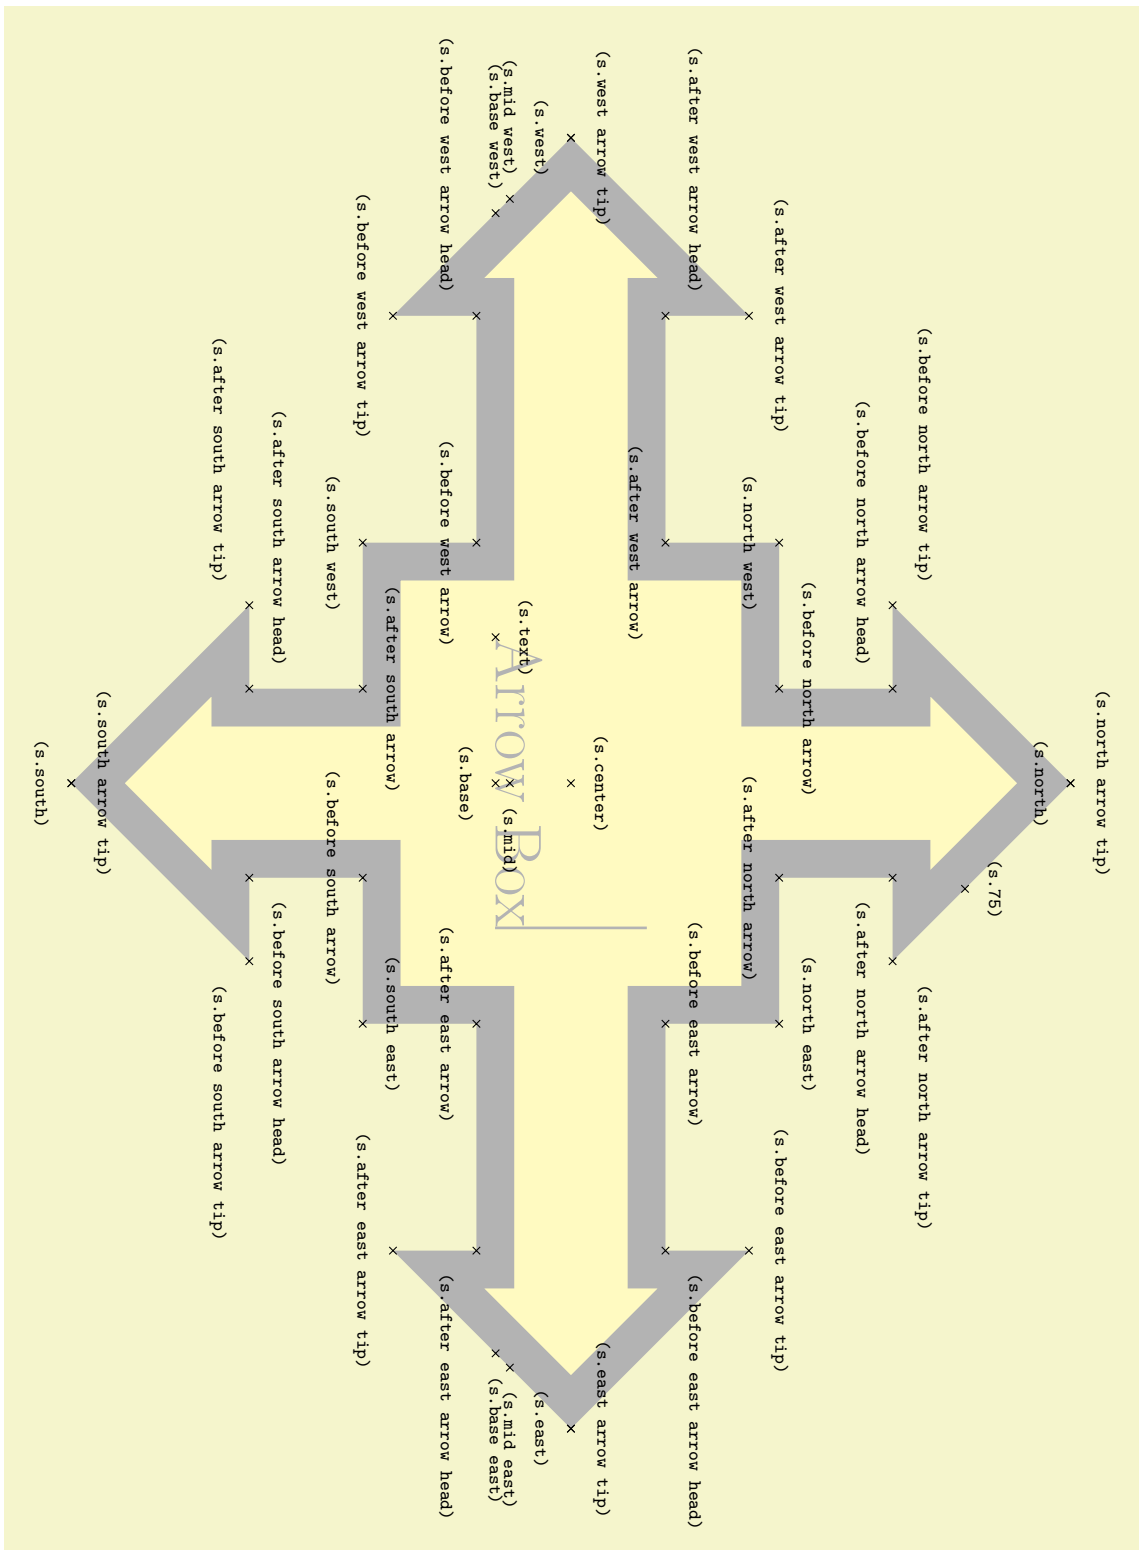 (s.north arrow tip)
(s.north)
(s.75)
(s.before north arrow tip)
(s.after north arrow tip)
(s.before north arrow head)
(s.after north arrow head)
(s.before north arrow)
(s.north east)
(s.after west arrow tip)
(s.before east arrow tip)
(s.north west)
(s.after north arrow)
(s.after west arrow head)
(s.before east arrow)
(s.before east arrow head)
(s.after west arrow)
(s.west arrow tip)
(s.center)
(s.east arrow tip)
(s.west)
(s.east)
(s.text)
(s.mid west)
(s.mid)
(s.mid east)
Arrow Box
(s.base west)
(s.base east)
(s.base)
(s.before west arrow head)
(s.before west arrow)
(s.after east arrow)
(s.after east arrow head)
(s.after south arrow)
(s.south east)
(s.before west arrow tip)
(s.after east arrow tip)
(s.south west)
(s.before south arrow)
(s.after south arrow head)
(s.before south arrow head)
(s.after south arrow tip)
(s.before south arrow tip)
(s.south arrow tip)
(s.south)